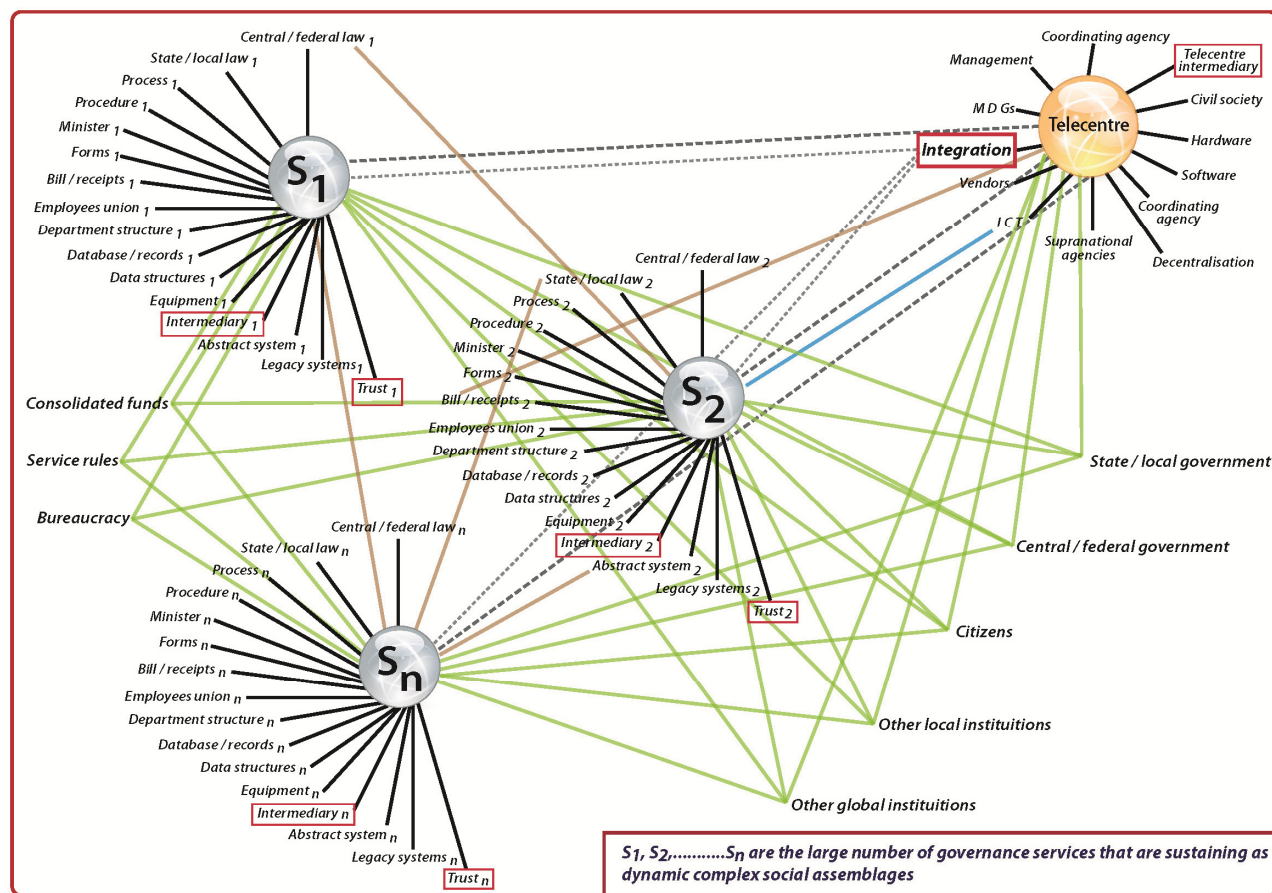 Central / federal law 1
State / local law 1
Process 1
Procedure 1
Minister 1
Forms 1
Bill / receipts 1
Employees union 1
Department structure 1
Database / records 1
Data structures 1
Equipment 1
Intermediary 1
Abstract system 1
Legacy systems 1
Trust 1
S1
Coordinating agency
Management
Telecentre
intermediary
MDGs
Civil society
Telecentre
Hardware
Integration
Software
Vendors
Coordinating
agency
ICT
Supranational
agencies
Decentralisation
Central / federal law 2
State / local law 2
Process 2
Procedure 2
Minister 2
Forms 2
Bill / receipts 2
Employees union 2
Department structure 2
Database / records 2
Data structures 2
Equipment 2
Intermediary 2
Abstract system 2
Legacy systems 2
Trust 2
S2
Consolidated funds
Service rules
Bureaucracy
State / local government
Central / federal government
Citizens
Other local instituitions
Other global instituitions
Central / federal law n
State / local law n
Process n
Procedure n
Minister n
Forms n
Bill / receipts n
Employees union n
Department structure n
Database / records n
Data structures n
Equipment n
Intermediary n
Abstract system n
Legacy systems n
Trust n
Sn
S1, S2,...........Sn are the large number of governance services that are sustaining as
dynamic complex social assemblages